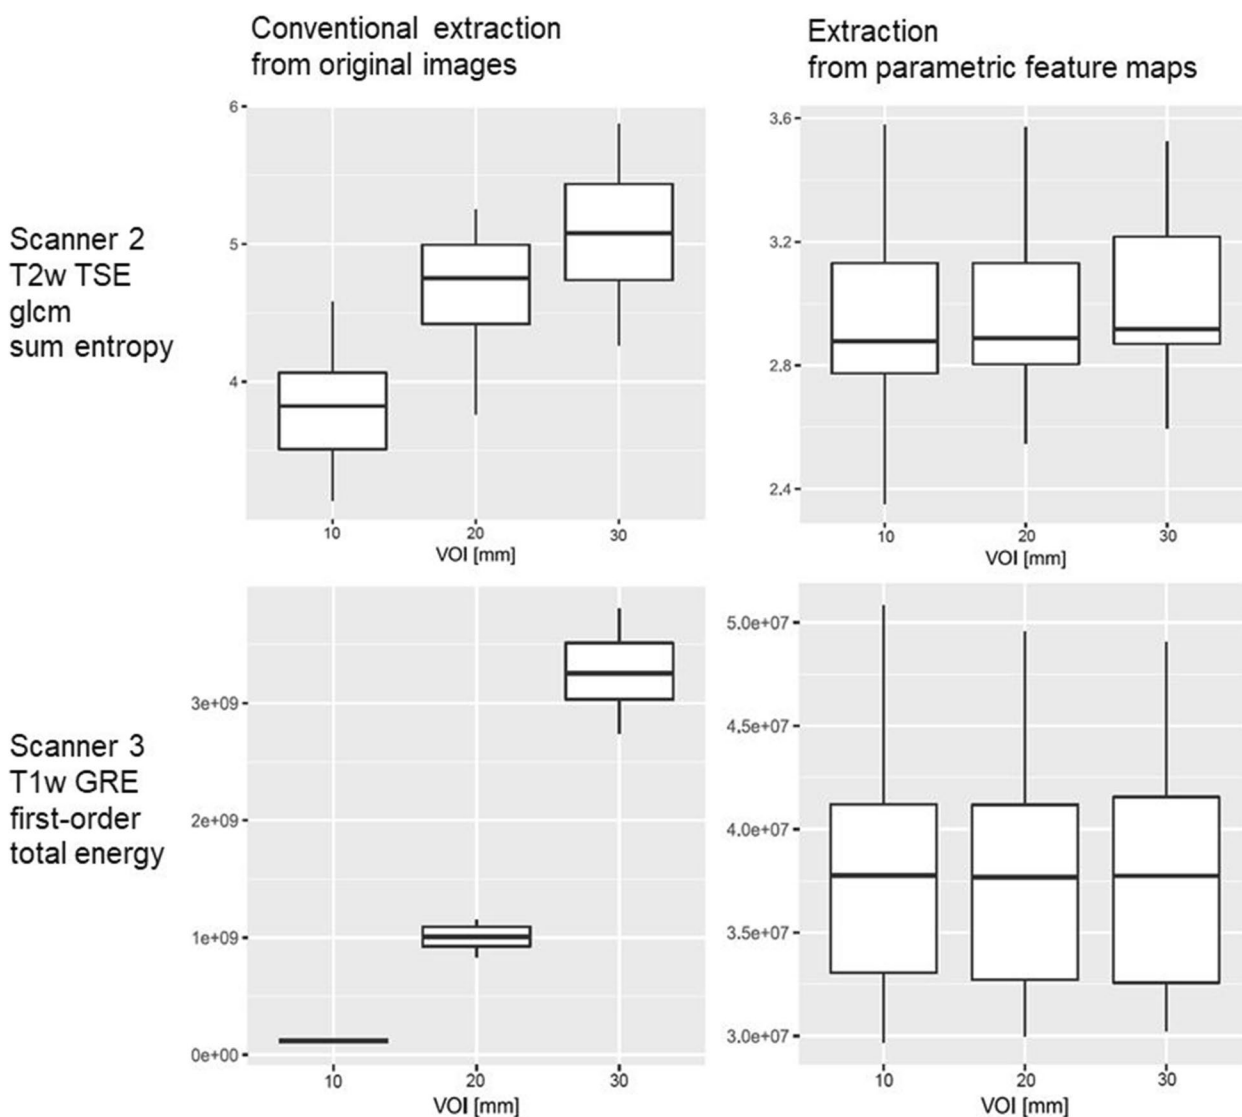 Conventional extraction
from original images
Extraction
from parametric feature maps
Scanner 2
T2w TSE
glcm
sum entropy
6
5
4
10
20
30
VOI [mm]
3.6
3.2
2.8
2.4
10
20
30
VOI [mm]
Scanner 3
T1w GRE
first-order
total energy
3e+09
2e+09
1e+09
0e+00
10
20
30
VOI [mm]
5.0e+07
4.5e+07
4.0e+07
3.5e+07
3.0e+07
10
20
30
VOI [mm]